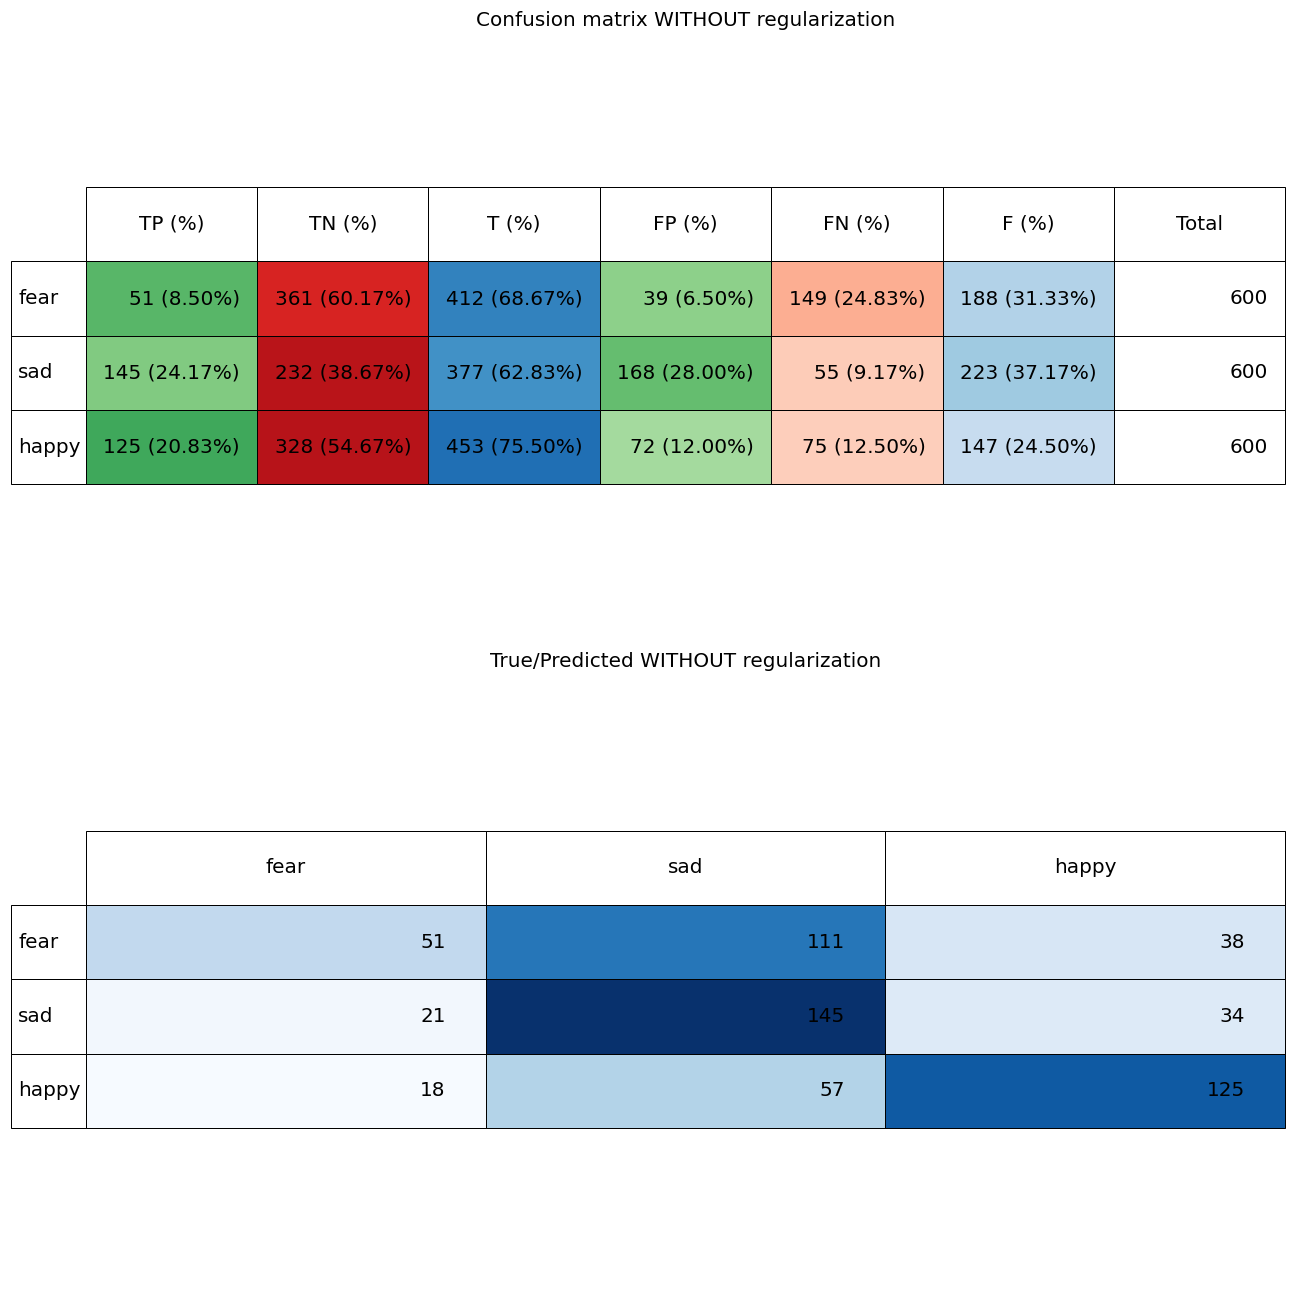 Confusion matrix WITHOUT regularization
TP (%) TN (%) T (%) FP (%) FN (%) F (%) Total
fear 51 (8.50%) 361 (60.17%) 412 (68.67%) 39 (6.50%) 149 (24.83%) 188 (31.33%) 600
sad 145 (24.17%) 232 (38.67%) 377 (62.83%) 168 (28.00%) 55 (9.17%) 223 (37.17%) 600
happy 125 (20.83%) 328 (54.67%) 453 (75.50%) 72 (12.00%) 75 (12.50%) 147 (24.50%) 600
True/Predicted WITHOUT regularization
fear sad happy
fear 51 111 38
sad 21 145 34
happy 18 57 125